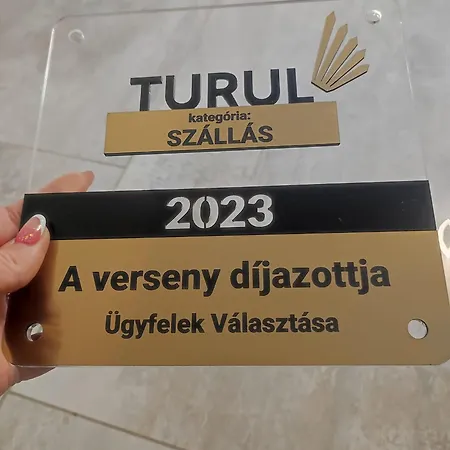 TURUL
kategória:
SZÁLLÁS
2023
A verseny díjazottja
Ügyfelek Választása